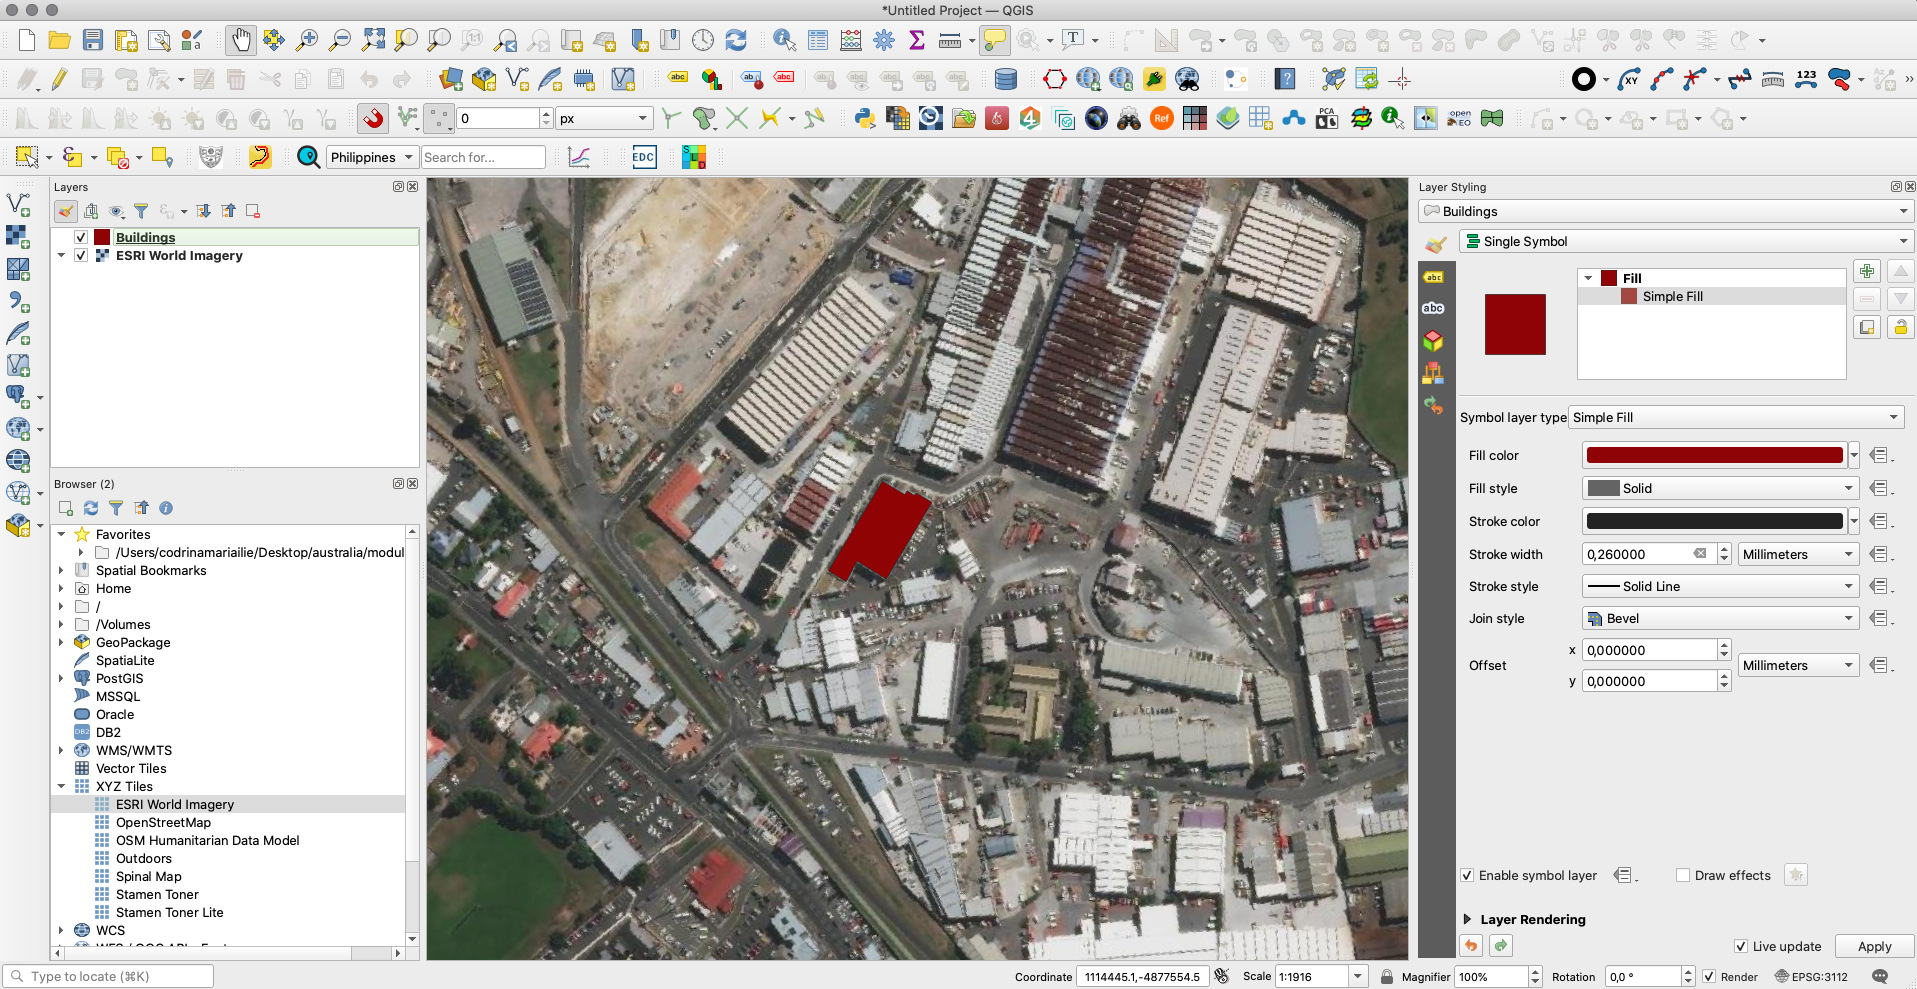 *Untitled Project — QGIS
0
px
Philippines
Search for...
EDC
Layers
Buildings
ESRI World Imagery
Browser (2)
Favorites
/Users/codrinamariailie/Desktop/australia/modul
Spatial Bookmarks
Home
/
/Volumes
GeoPackage
SpatiaLite
PostGIS
MSSQL
Oracle
DB2
WMS/WMTS
Vector Tiles
XYZ Tiles
ESRI World Imagery
OpenStreetMap
OSM Humanitarian Data Model
Outdoors
Spinal Map
Stamen Toner
Stamen Toner Lite
WCS
Layer Styling
Buildings
Single Symbol
Fill
Simple Fill
Symbol layer type Simple Fill
Fill color
Fill style Solid
Stroke color
Stroke width 0,260000 Millimeters
Stroke style Solid Line
Join style Bevel
x 0,000000
Offset Millimeters
y 0,000000
Enable symbol layer Draw effects
Layer Rendering
Live update Apply
Type to locate (⌘K)
Coordinate 1114445.1,-4877554.5 Scale 1:1916 Magnifier 100% Rotation 0,0 ° Render EPSG:3112